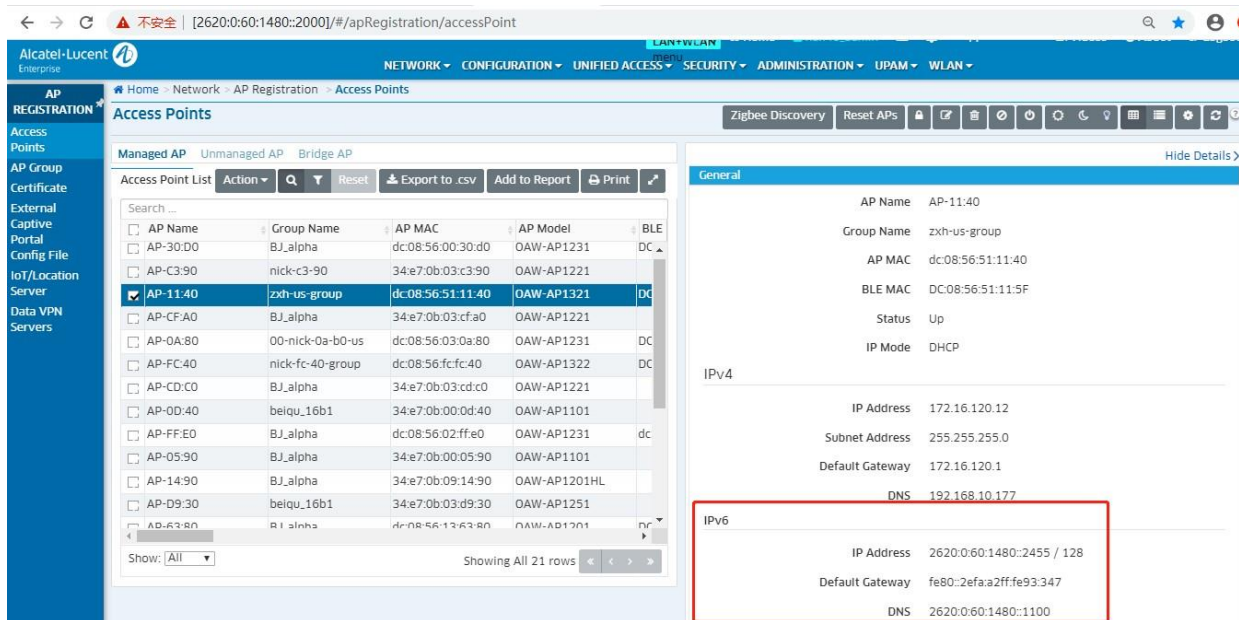 不安全 | [2620:0:60:1480::2000]/#/apRegistration/accessPoint
Alcatel·Lucent
Enterprise
LAN+WLAN
menu
NETWORK CONFIGURATION UNIFIED ACCESS SECURITY ADMINISTRATION UPAM WLAN
AP REGISTRATION
Access Points
AP Group
Certificate
External Captive Portal Config File
IoT/Location Server
Data VPN Servers
Home > Network > AP Registration > Access Points
Access Points
Zigbee Discovery Reset APs
Managed AP Unmanaged AP Bridge AP
Access Point List Action Reset Export to .csv Add to Report Print
Search ...
AP Name Group Name AP MAC AP Model BLE
AP-30:D0 BJ_alpha dc:08:56:00:30:d0 OAW-AP1231 DC
AP-C3:90 nick-c3-90 34:e7:0b:03:c3:90 OAW-AP1221
AP-11:40 zxh-us-group dc:08:56:51:11:40 OAW-AP1321 DC
AP-CF:A0 BJ_alpha 34:e7:0b:03:cf:a0 OAW-AP1221
AP-0A:80 00-nick-0a-b0-us dc:08:56:03:0a:80 OAW-AP1231 DC
AP-FC:40 nick-fc-40-group dc:08:56:fc:fc:40 OAW-AP1322 DC
AP-CD:C0 BJ_alpha 34:e7:0b:03:cd:c0 OAW-AP1221
AP-0D:40 beiqu_16b1 34:e7:0b:00:0d:40 OAW-AP1101
AP-FF:E0 BJ_alpha dc:08:56:02:ff:e0 OAW-AP1231 dc
AP-05:90 BJ_alpha 34:e7:0b:00:05:90 OAW-AP1101
AP-14:90 BJ_alpha 34:e7:0b:09:14:90 OAW-AP1201HL
AP-D9:30 beiqu_16b1 34:e7:0b:03:d9:30 OAW-AP1251
AP-63:80 BJ_alpha dc:08:56:13:63:80 OAW-AP1201 DC
Show: All Showing All 21 rows
Hide Details
General
AP Name AP-11:40
Group Name zxh-us-group
AP MAC dc:08:56:51:11:40
BLE MAC DC:08:56:51:11:5F
Status Up
IP Mode DHCP
IPv4
IP Address 172.16.120.12
Subnet Address 255.255.255.0
Default Gateway 172.16.120.1
DNS 192.168.10.177
IPv6
IP Address 2620:0:60:1480::2455 / 128
Default Gateway fe80::2efa:a2ff:fe93:347
DNS 2620:0:60:1480::1100